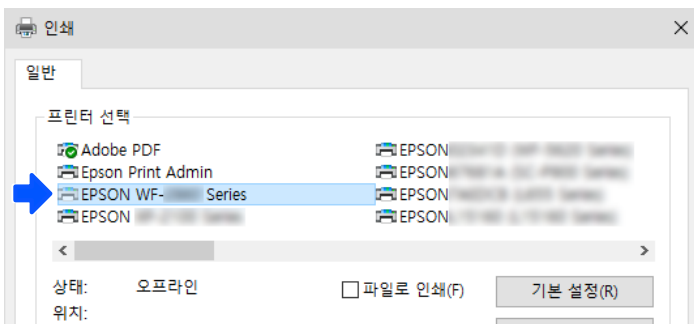 인쇄
일반
프린터 선택
Adobe PDF
EPSON
Epson Print Admin
EPSON
EPSON WF- Series
EPSON
EPSON
EPSON
상태: 오프라인
파일로 인쇄(F)
기본 설정(R)
위치: